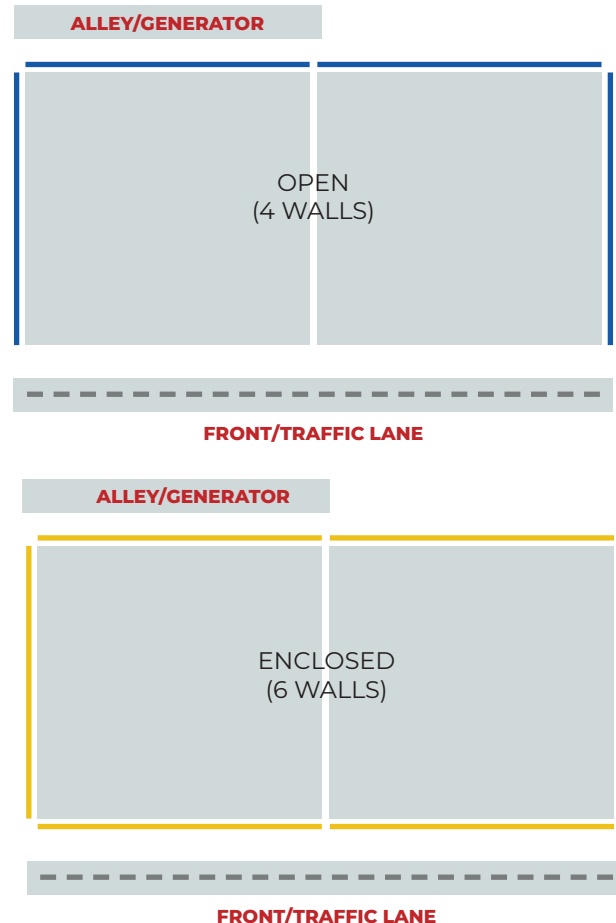 ALLEY/GENERATOR
OPEN
(4 WALLS)
FRONT/TRAFFIC LANE
ALLEY/GENERATOR
ENCLOSED
(6 WALLS)
FRONT/TRAFFIC LANE